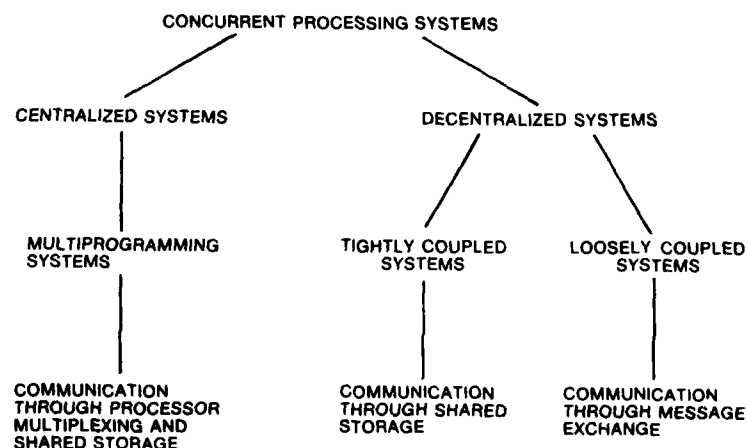 CONCURRENT PROCESSING SYSTEMS
CENTRALIZED SYSTEMS
DECENTRALIZED SYSTEMS
MULTIPROGRAMMING
SYSTEMS
TIGHTLY COUPLED
SYSTEMS
LOOSELY COUPLED
SYSTEMS
COMMUNICATION
THROUGH PROCESSOR
MULTIPLEXING AND
SHARED STORAGE
COMMUNICATION
THROUGH SHARED
STORAGE
COMMUNICATION
THROUGH MESSAGE
EXCHANGE